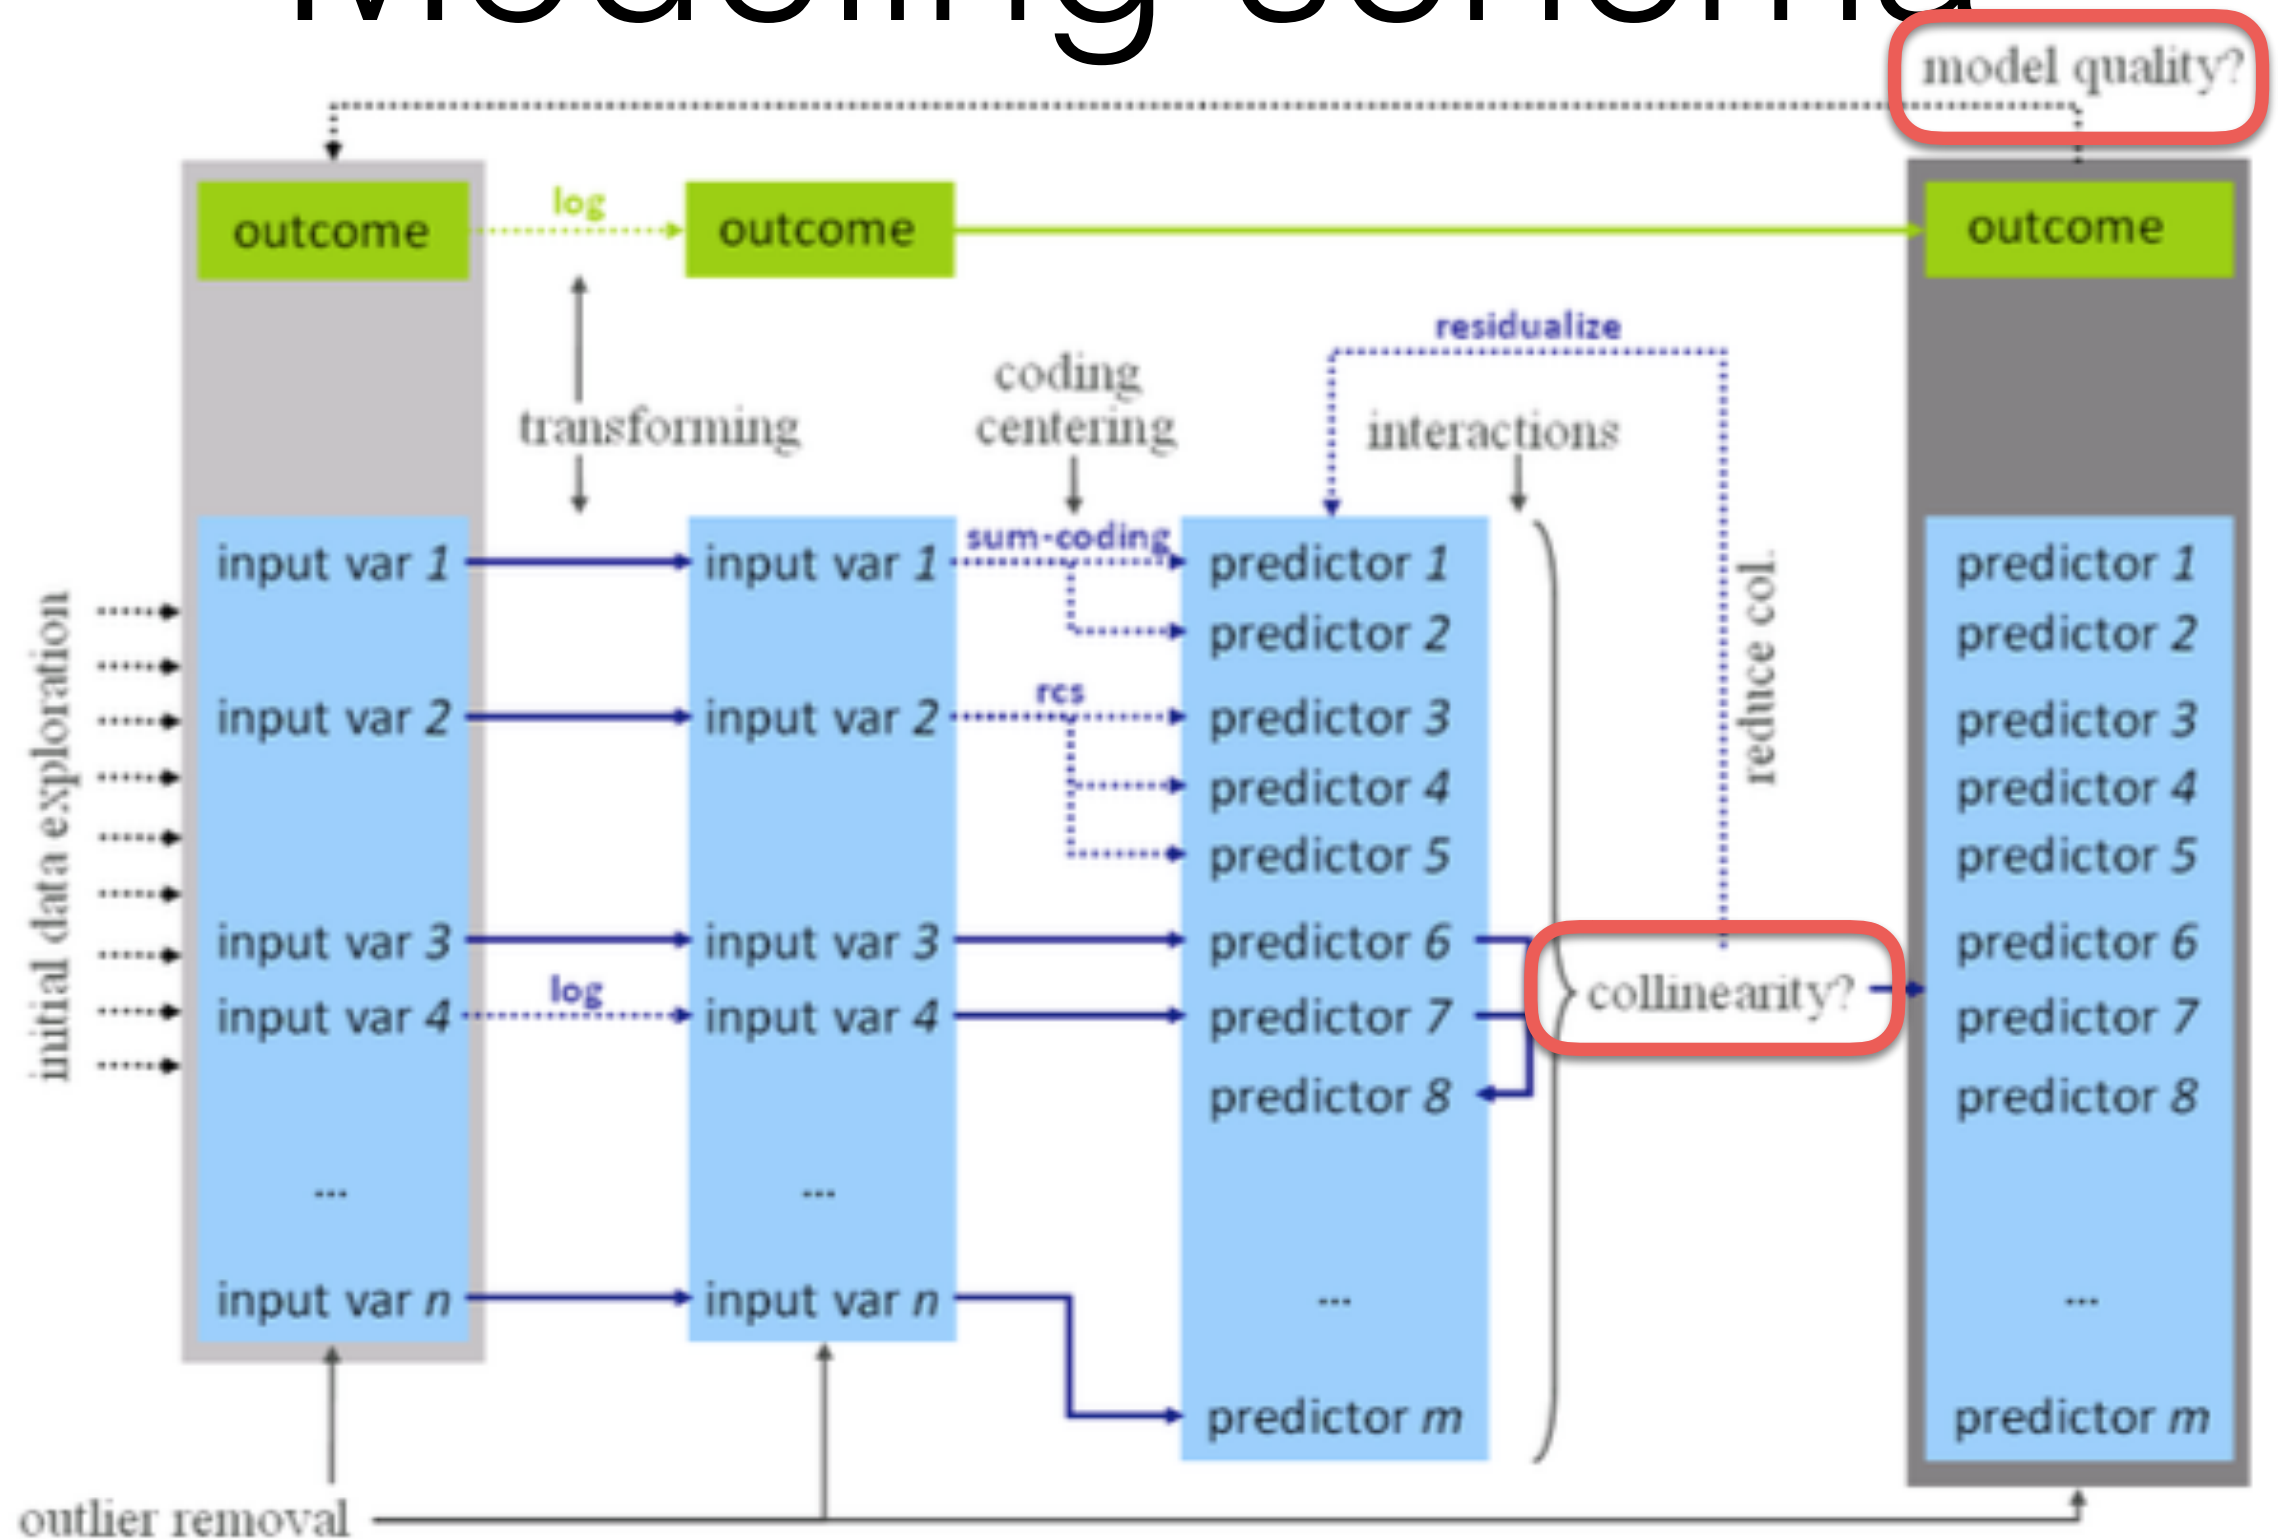 Modeling schema
model quality?
outcome
log
outcome
outcome
residualize
coding
centering
transforming
interactions
input var 1
input var 1
sum-coding
predictor 1
predictor 1
predictor 2
predictor 2
input var 2
input var 2
rcs
predictor 3
predictor 3
predictor 4
predictor 4
predictor 5
predictor 5
initial data exploration
reduce col.
input var 3
input var 3
predictor 6
predictor 6
collinearity?
input var 4
log
input var 4
predictor 7
predictor 7
predictor 8
predictor 8
...
...
input var n
input var n
...
...
predictor m
predictor m
outlier removal